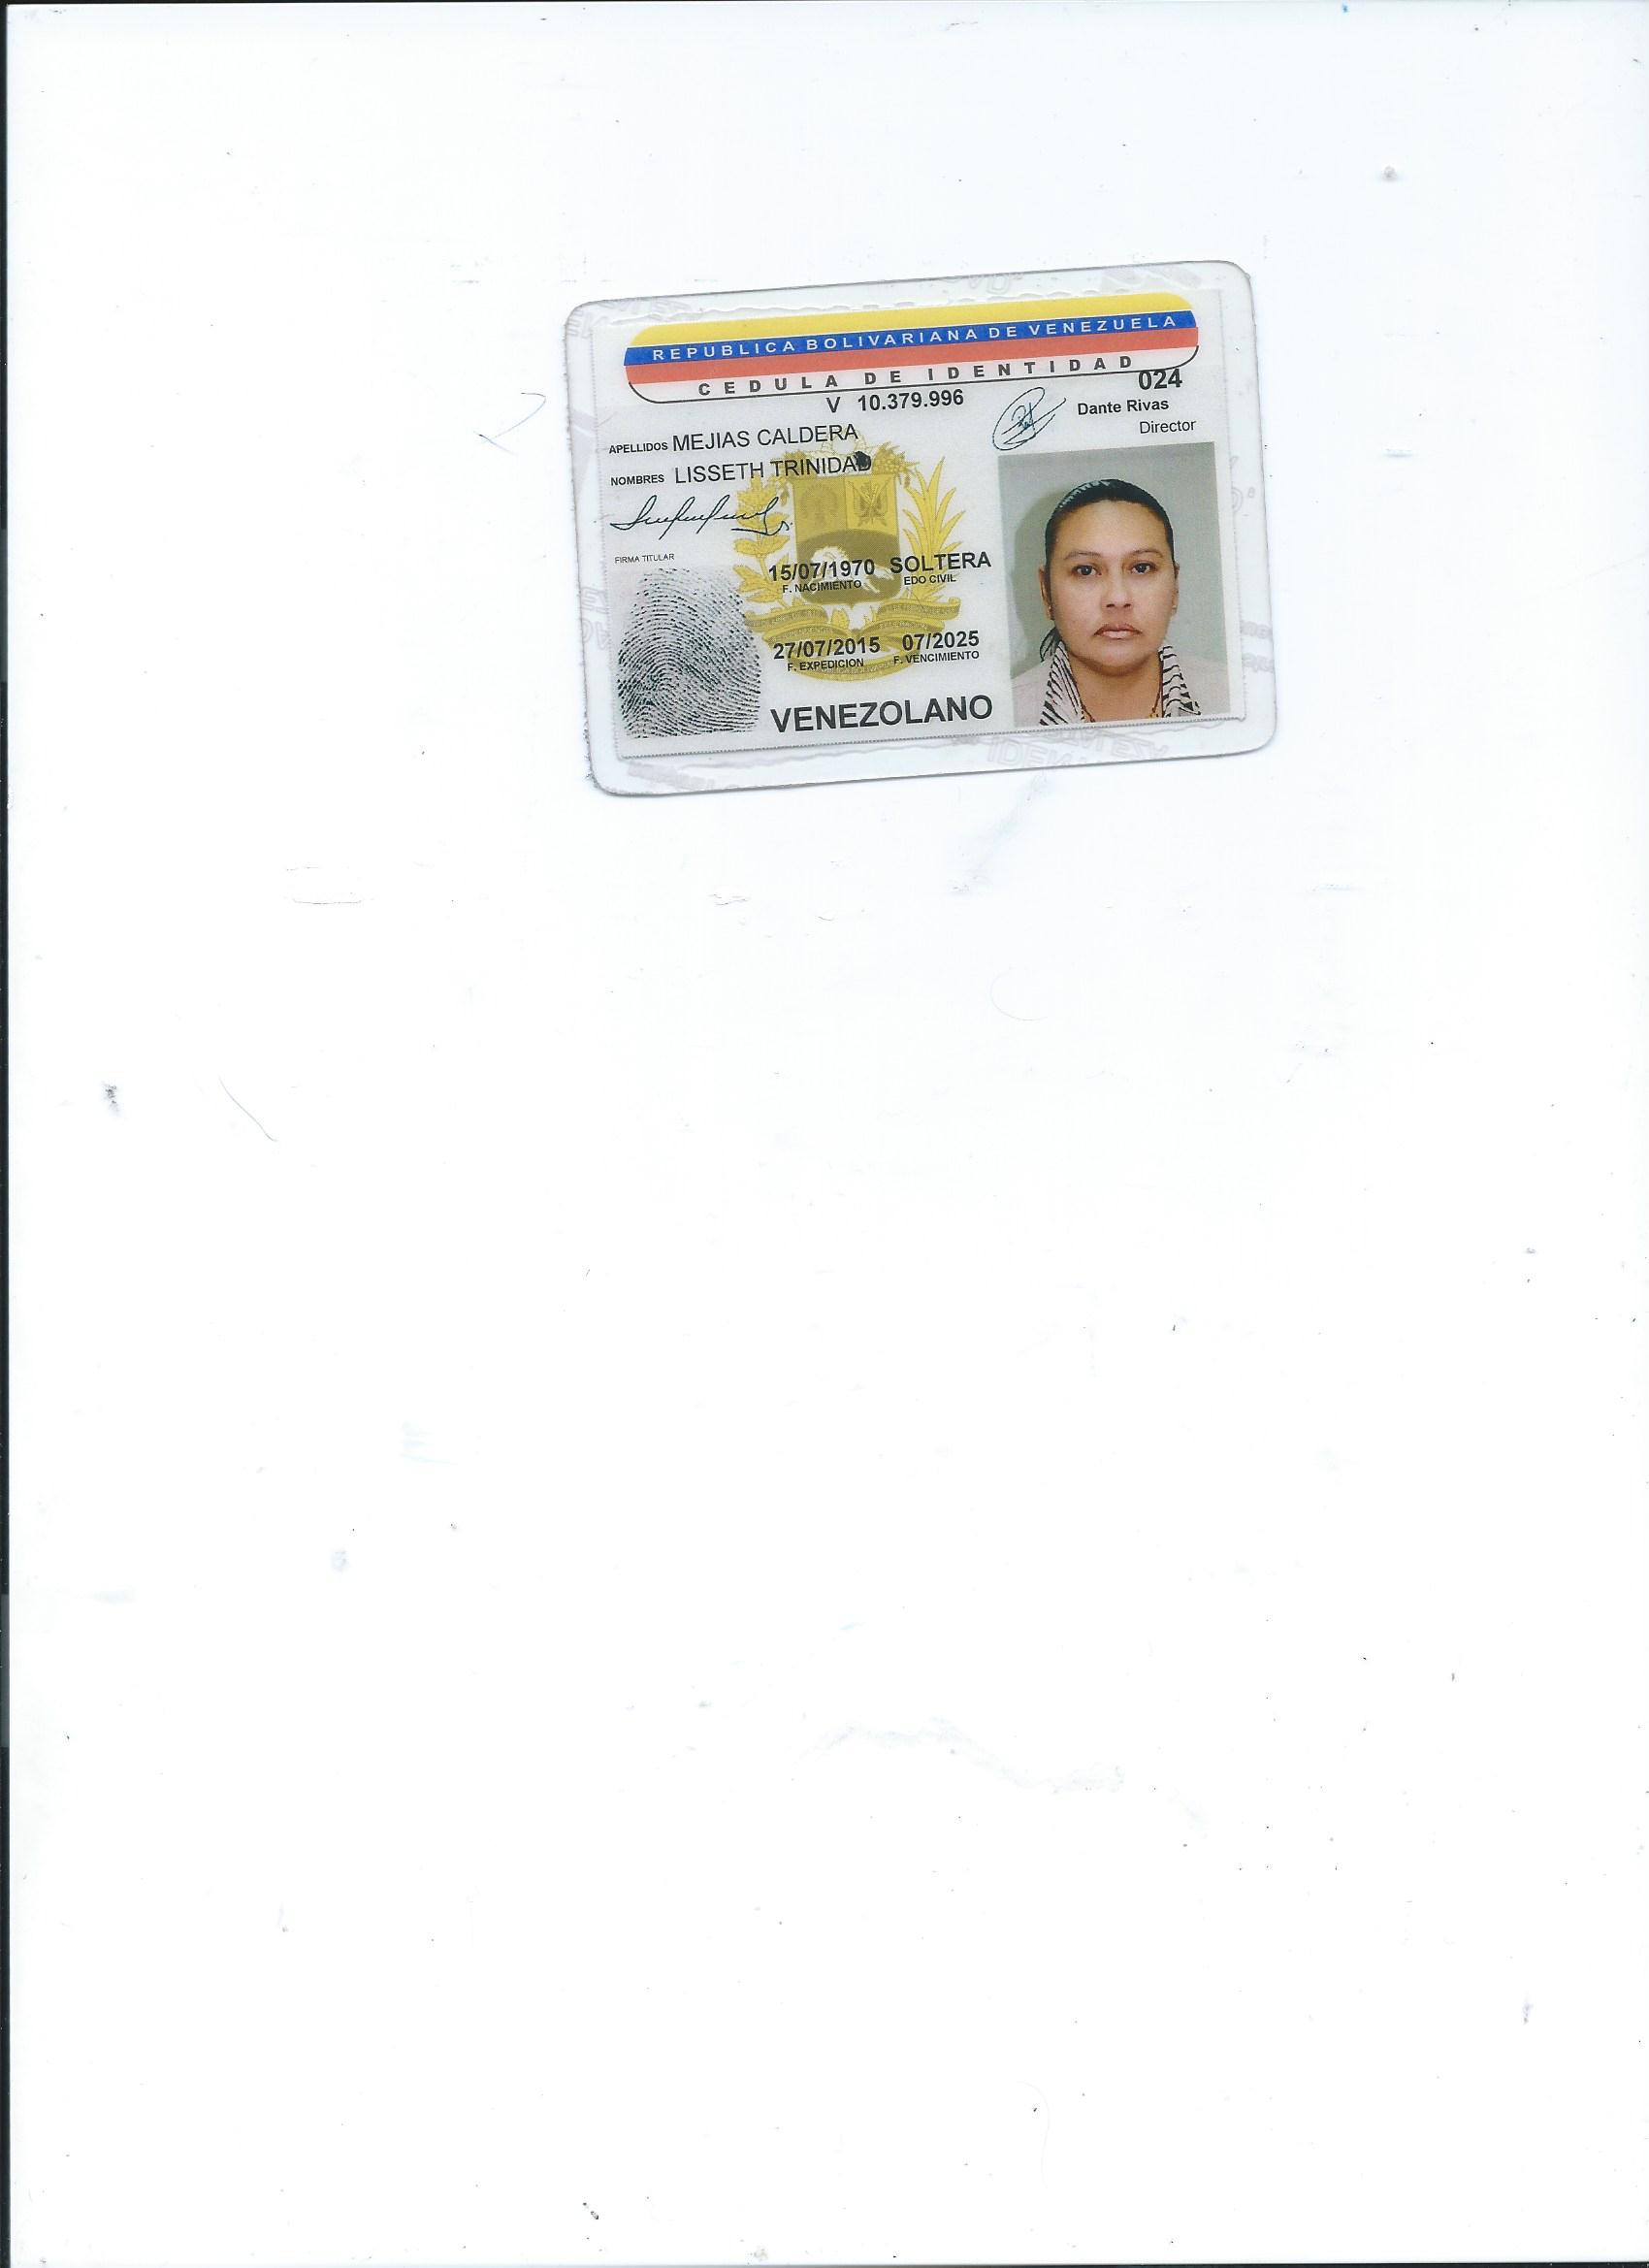 REPUBLICA BOLIVARIANA DE VENEZUELA
CEDULA DE IDENTIDAD
024
V 10.379.996
Dante Rivas
Director
APELLIDOS MEJIAS CALDERA
NOMBRES LISSETH TRINIDAD
FIRMA TITULAR
15/07/1970 SOLTERA
F. NACIMIENTO EDO CIVIL
27/07/2015 07/2025
F. EXPEDICION F. VENCIMIENTO
VENEZOLANO